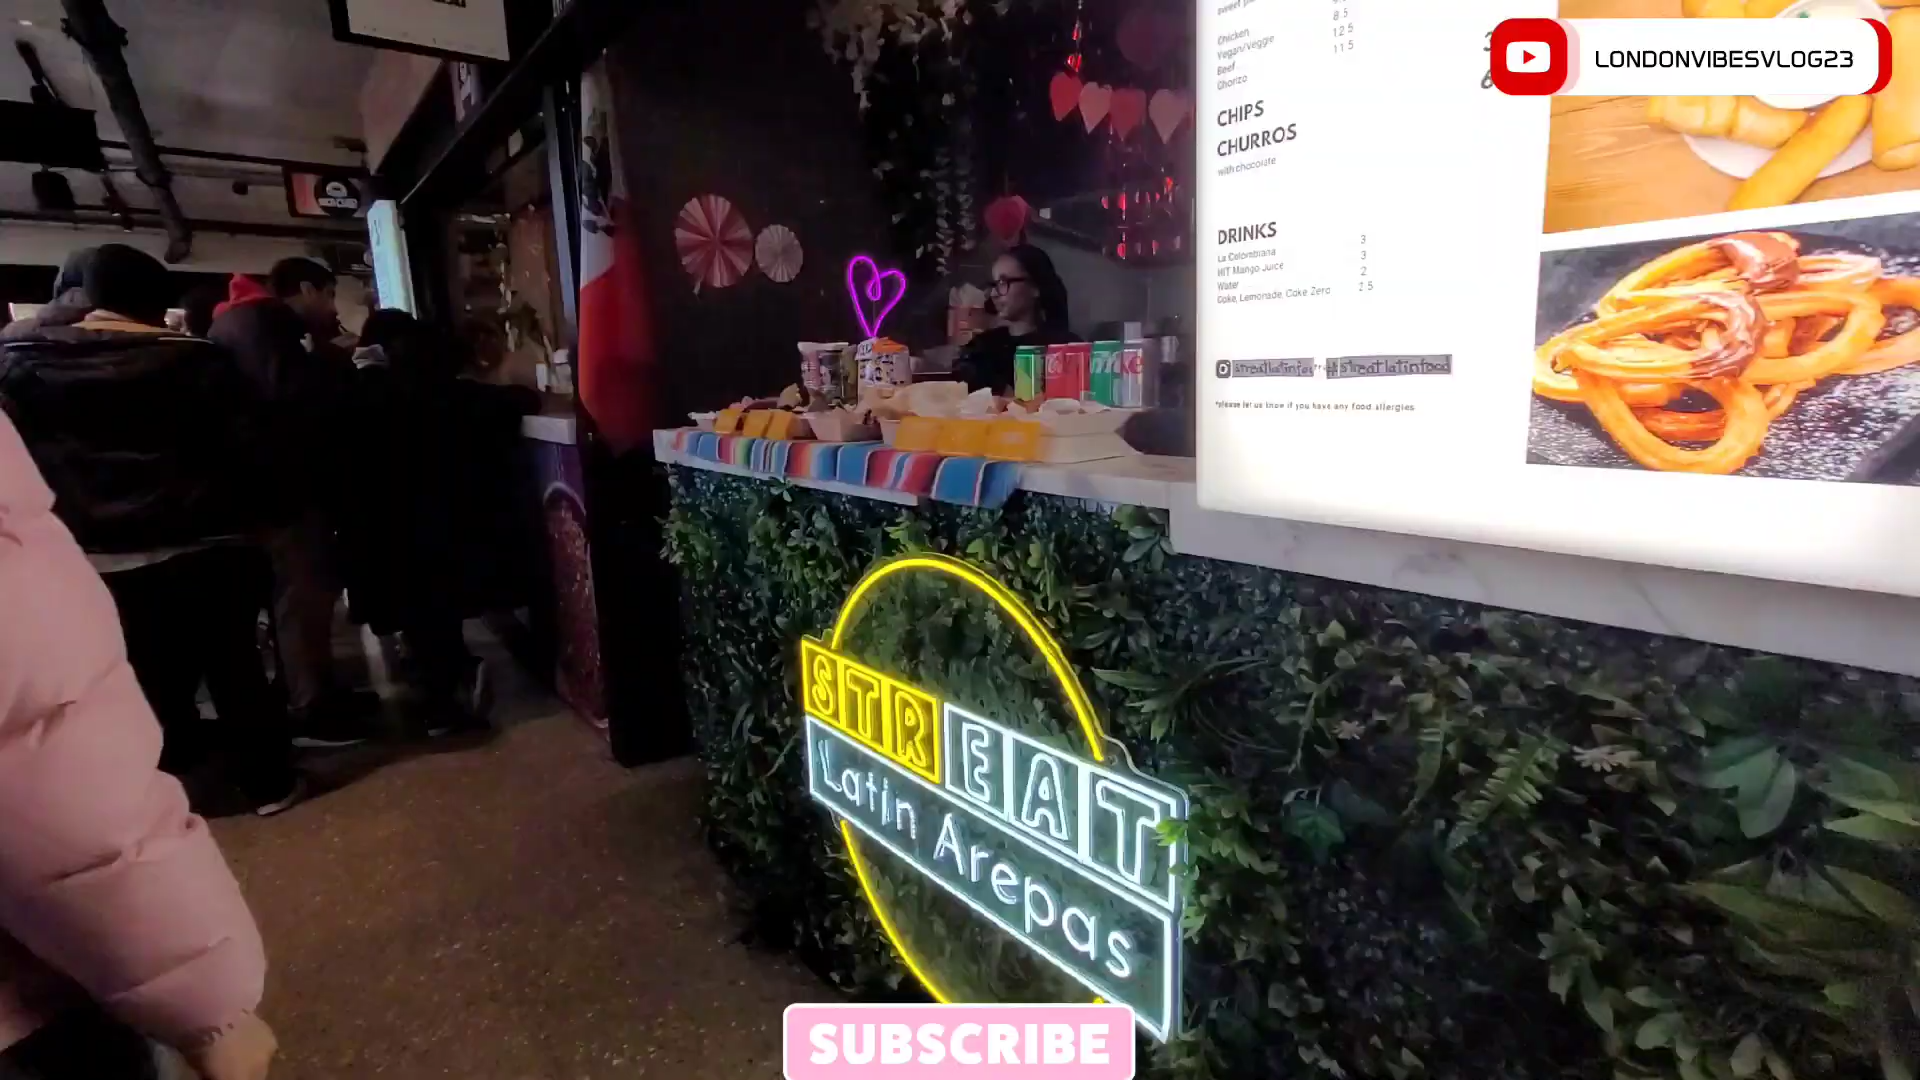 LONDONVIBESVLOG23
8.5
Chicken 12.5
Vegan/Veggie 11.5
Beef
Chorizo
CHIPS
CHURROS
with chocolate
DRINKS
La Colombiana 3
HIT Mango Juice 3
Water 2
Coke, Lemonade, Coke Zero 2.5
#streatlatinfood
*please let us know if you have any food allergies
STREAT
Latin Arepas
SUBSCRIBE